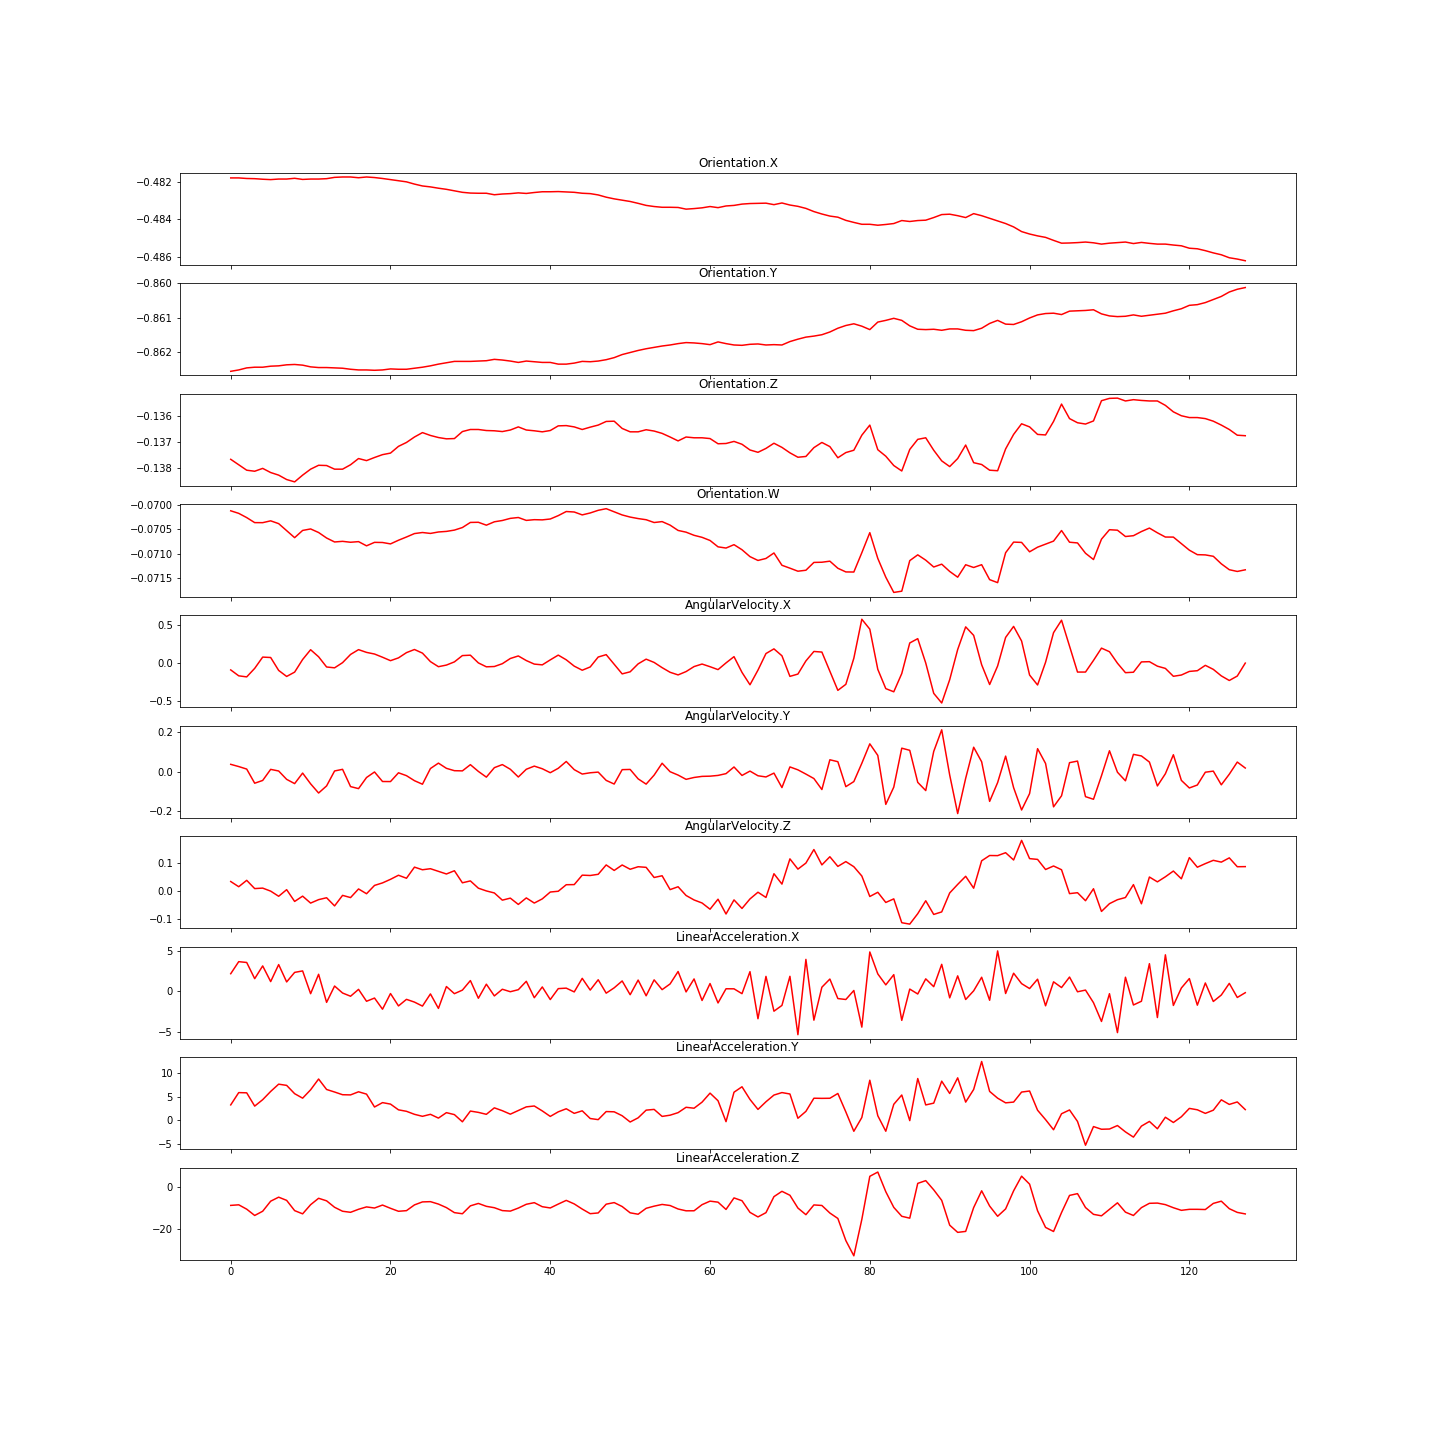 Orientation.X
−0.482
−0.484
−0.486
Orientation.Y
−0.860
−0.861
−0.862
Orientation.Z
−0.136
−0.137
−0.138
Orientation.W
−0.0700
−0.0705
−0.0710
−0.0715
AngularVelocity.X
0.5
0.0
−0.5
AngularVelocity.Y
0.2
0.0
−0.2
AngularVelocity.Z
0.1
0.0
−0.1
LinearAcceleration.X
5
0
−5
LinearAcceleration.Y
10
5
0
−5
LinearAcceleration.Z
0
−20
0 20 40 60 80 100 120